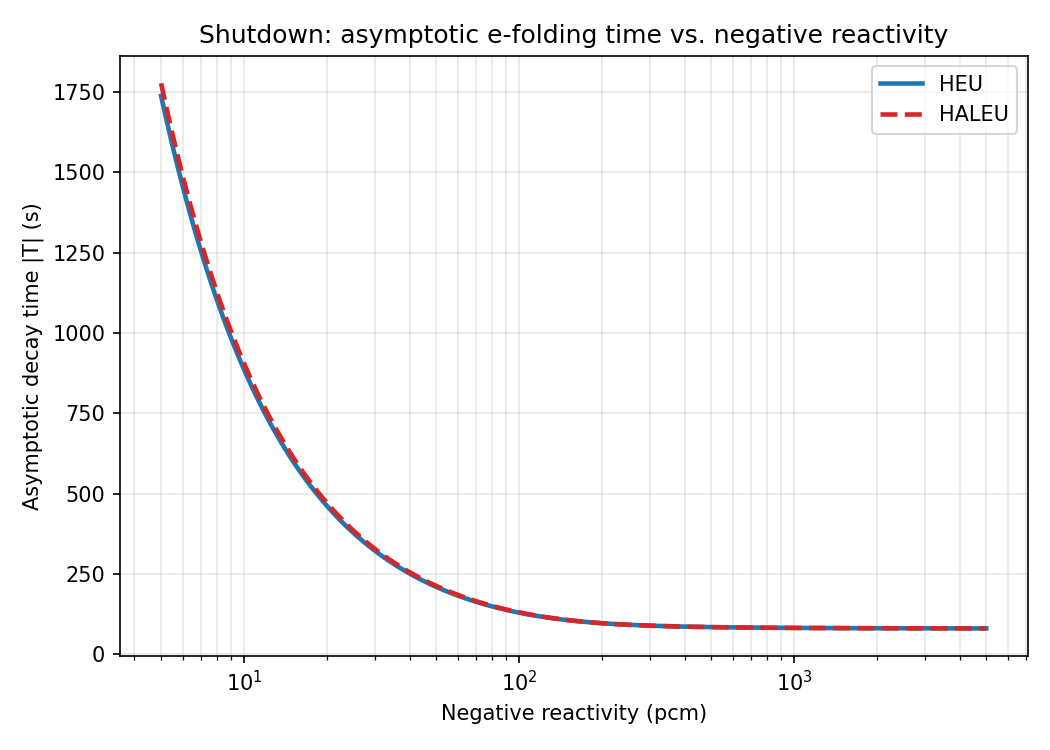 Shutdown: asymptotic e-folding time vs. negative reactivity
HEU
HALEU
Asymptotic decay time |T| (s)
1750
1500
1250
1000
750
500
250
0
10¹
10²
10³
Negative reactivity (pcm)